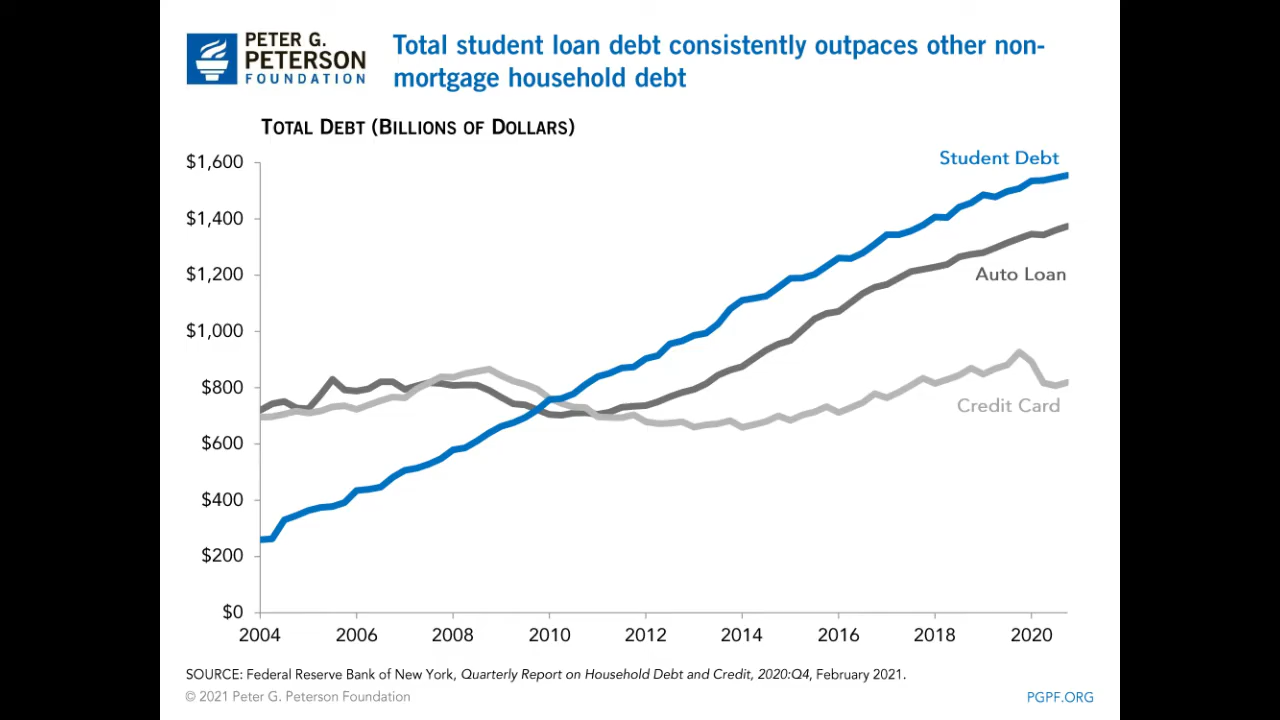 PETER G.
PETERSON
FOUNDATION
Total student loan debt consistently outpaces other non-
mortgage household debt
TOTAL DEBT (BILLIONS OF DOLLARS)
$1,600
$1,400
$1,200
$1,000
$800
$600
$400
$200
$0
Student Debt
Auto Loan
Credit Card
2004 2006 2008 2010 2012 2014 2016 2018 2020
SOURCE: Federal Reserve Bank of New York, Quarterly Report on Household Debt and Credit, 2020:Q4, February 2021.
© 2021 Peter G. Peterson Foundation
PGPF.ORG